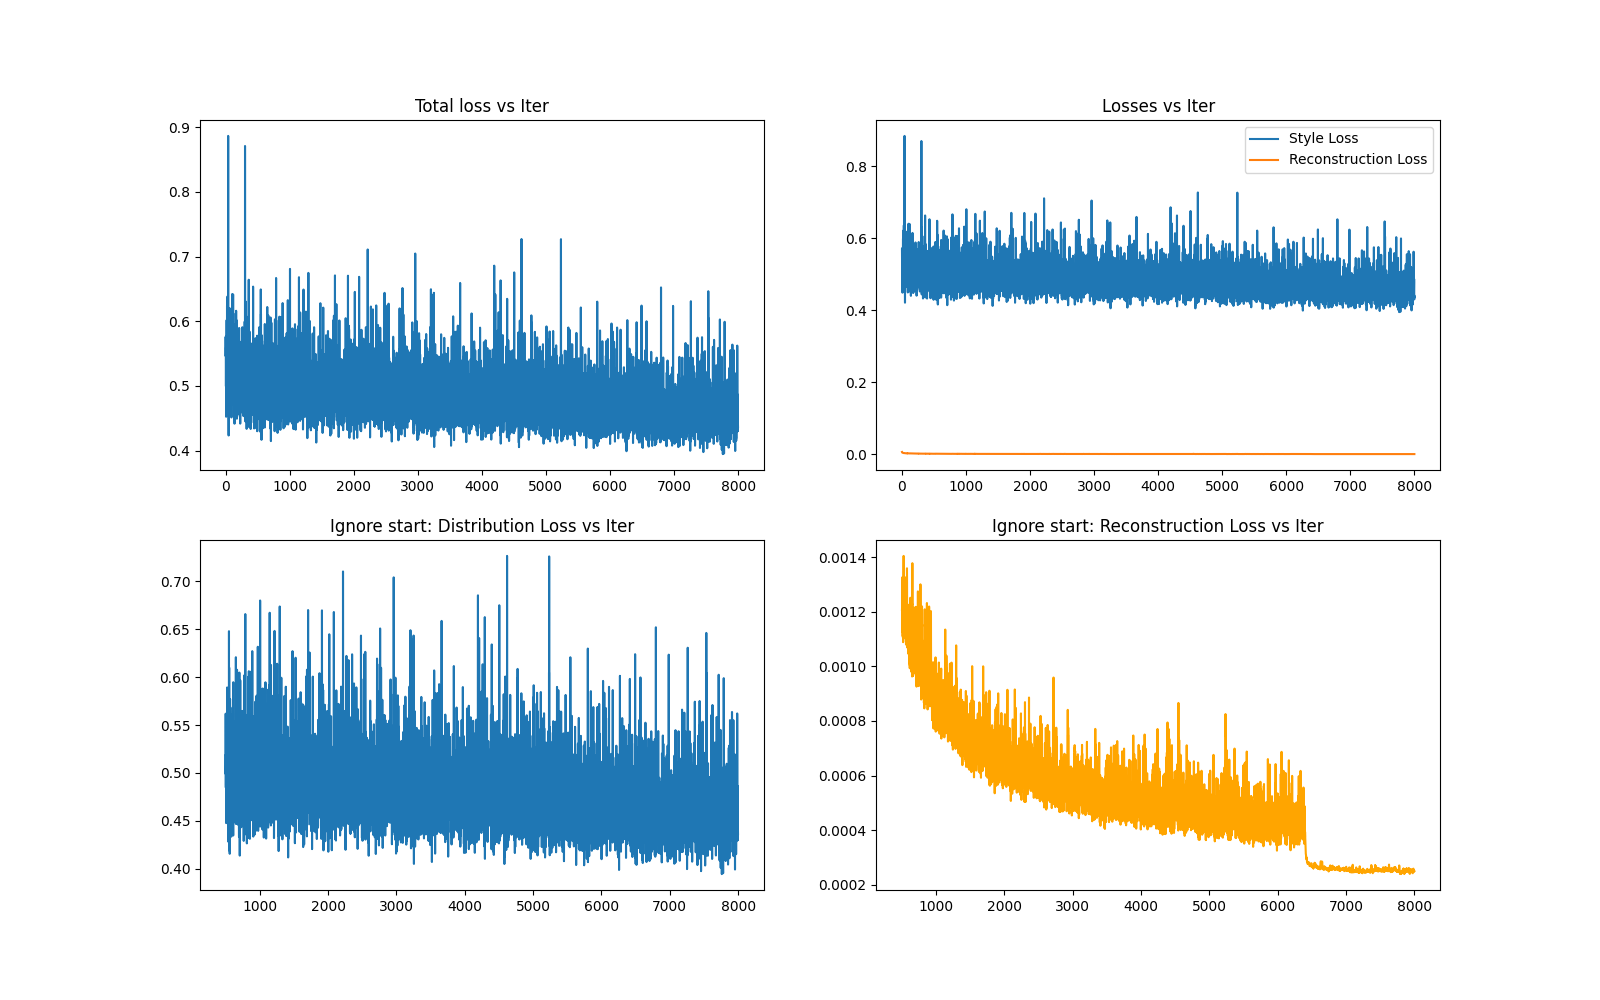 Total loss vs Iter
0.9
0.8
0.7
0.6
0.5
0.4
0 1000 2000 3000 4000 5000 6000 7000 8000
Losses vs Iter
Style Loss
Reconstruction Loss
0.8
0.6
0.4
0.2
0.0
0 1000 2000 3000 4000 5000 6000 7000 8000
Ignore start: Distribution Loss vs Iter
0.70
0.65
0.60
0.55
0.50
0.45
0.40
1000 2000 3000 4000 5000 6000 7000 8000
Ignore start: Reconstruction Loss vs Iter
0.0014
0.0012
0.0010
0.0008
0.0006
0.0004
0.0002
1000 2000 3000 4000 5000 6000 7000 8000